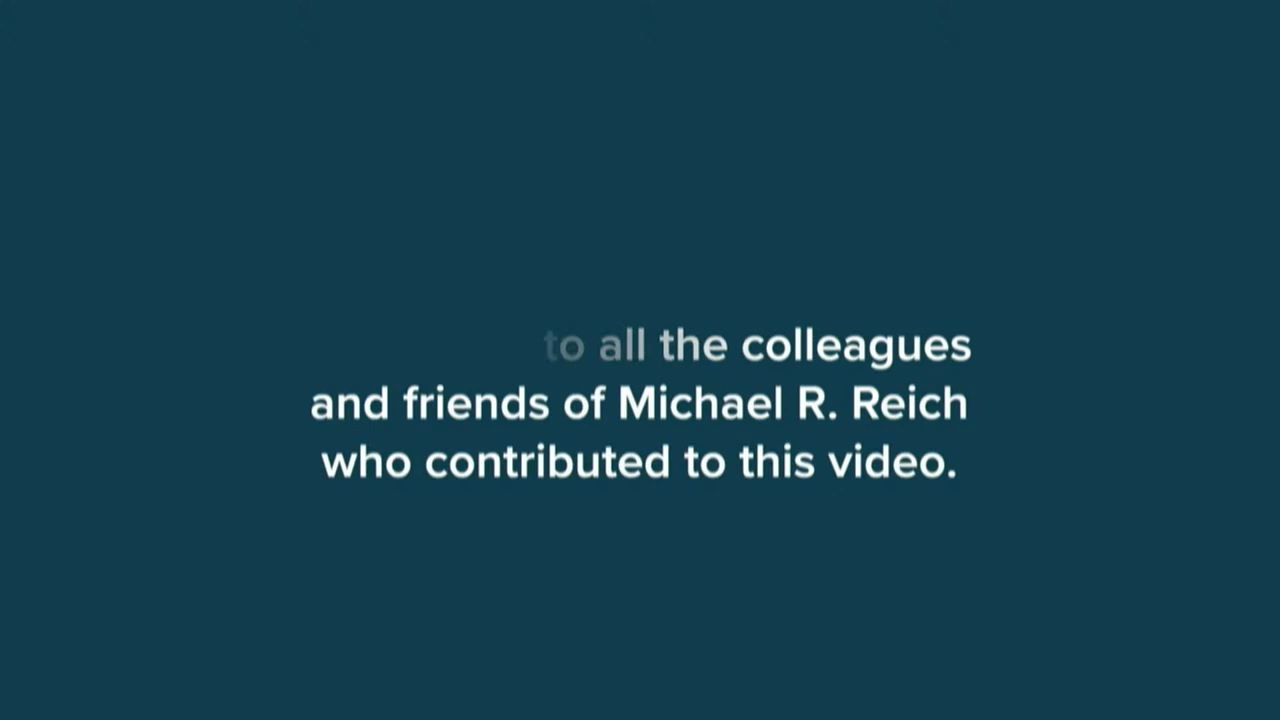 to all the colleagues
and friends of Michael R. Reich
who contributed to this video.